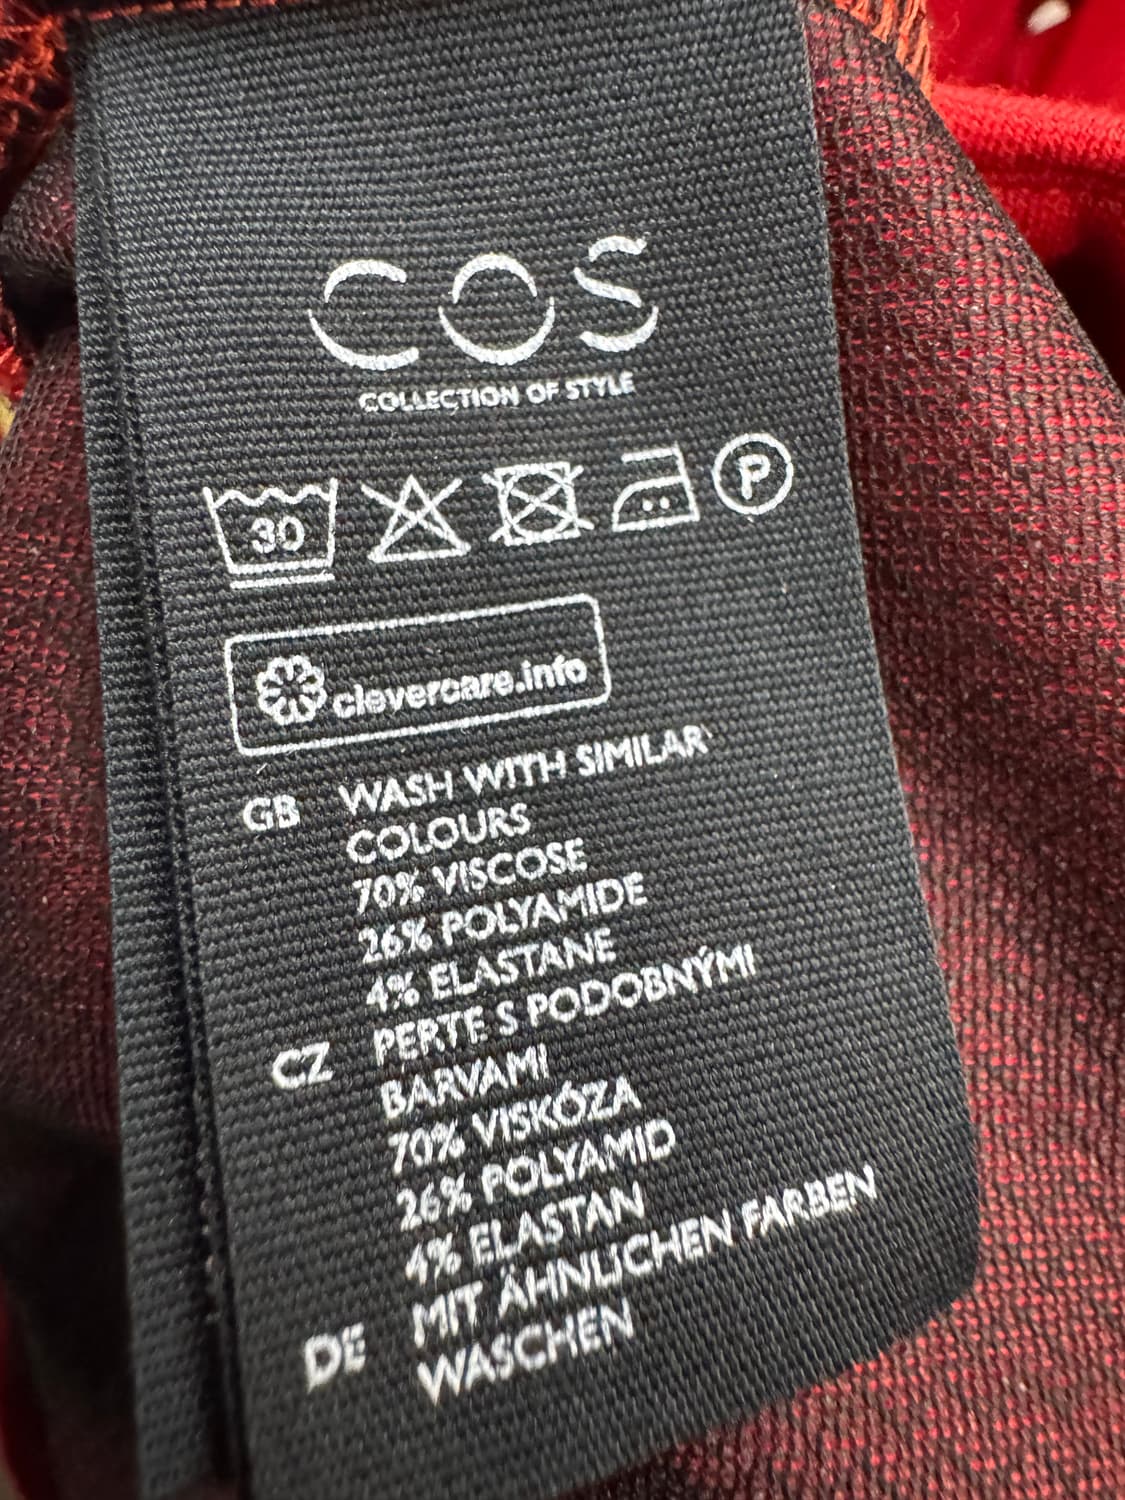 COS
COLLECTION OF STYLE
30
P
clevercare.info
GB WASH WITH SIMILAR
COLOURS
70% VISCOSE
26% POLYAMIDE
4% ELASTANE
CZ PERTE S PODOBNÝMI
BARVAMI
70% VISKÓZA
26% POLYAMID
4% ELASTAN
DE MIT ÄHNLICHEN FARBEN
WASCHEN